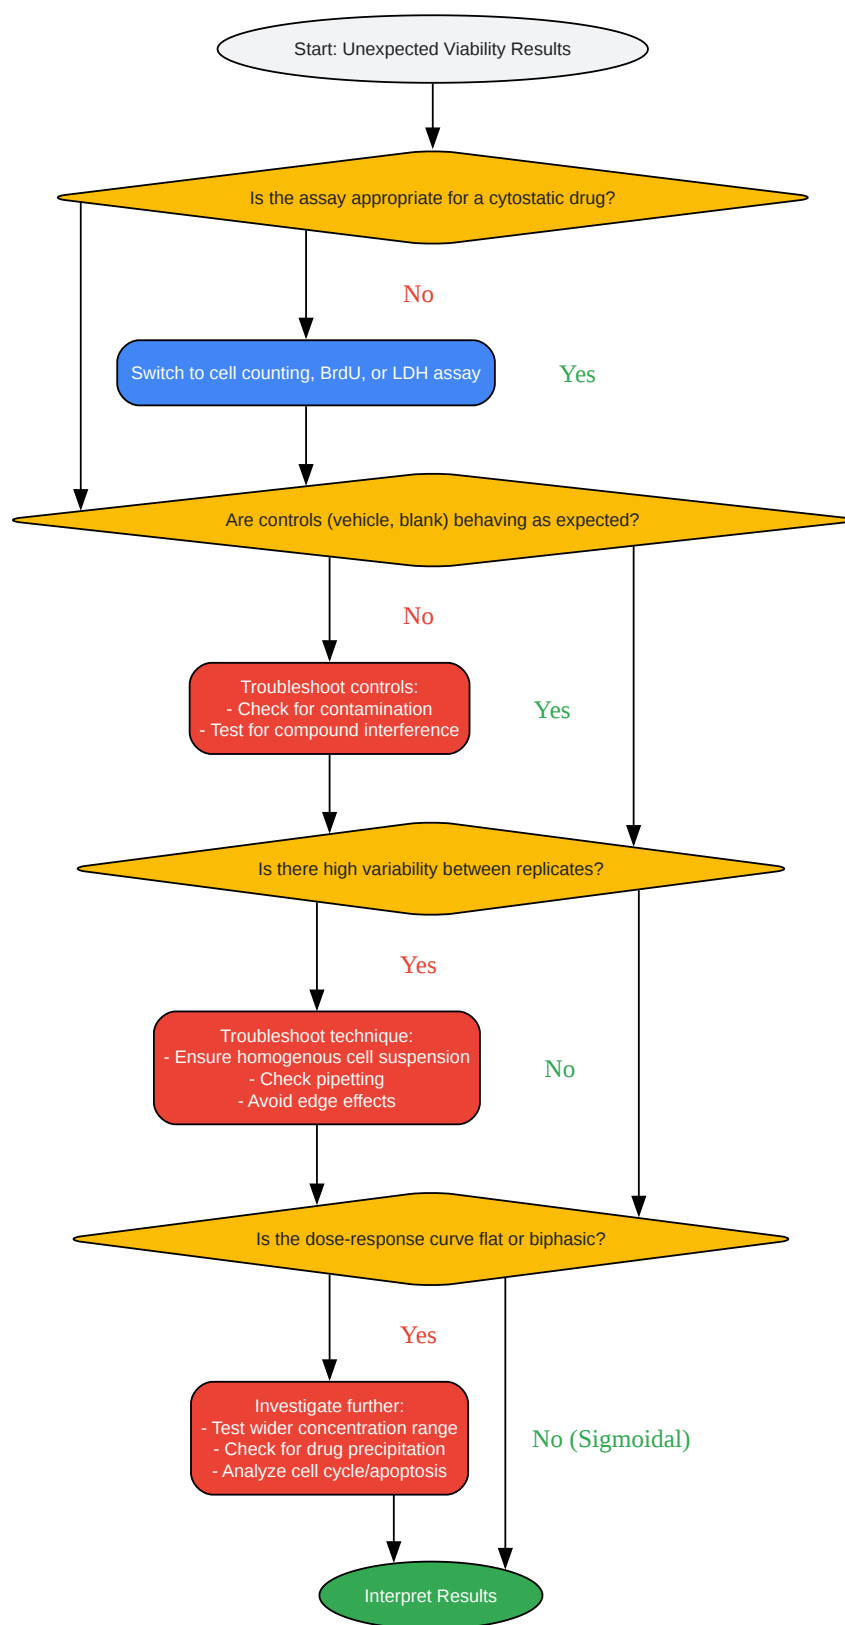 Start: Unexpected Viability Results
Is the assay appropriate for a cytostatic drug?
No
Switch to cell counting, BrdU, or LDH assay
Yes
Are controls (vehicle, blank) behaving as expected?
No
Troubleshoot controls:
- Check for contamination
- Test for compound interference
Yes
Is there high variability between replicates?
Yes
Troubleshoot technique:
- Ensure homogenous cell suspension
- Check pipetting
- Avoid edge effects
No
Is the dose-response curve flat or biphasic?
Yes
Investigate further:
- Test wider concentration range
- Check for drug precipitation
- Analyze cell cycle/apoptosis
No (Sigmoidal)
Interpret Results